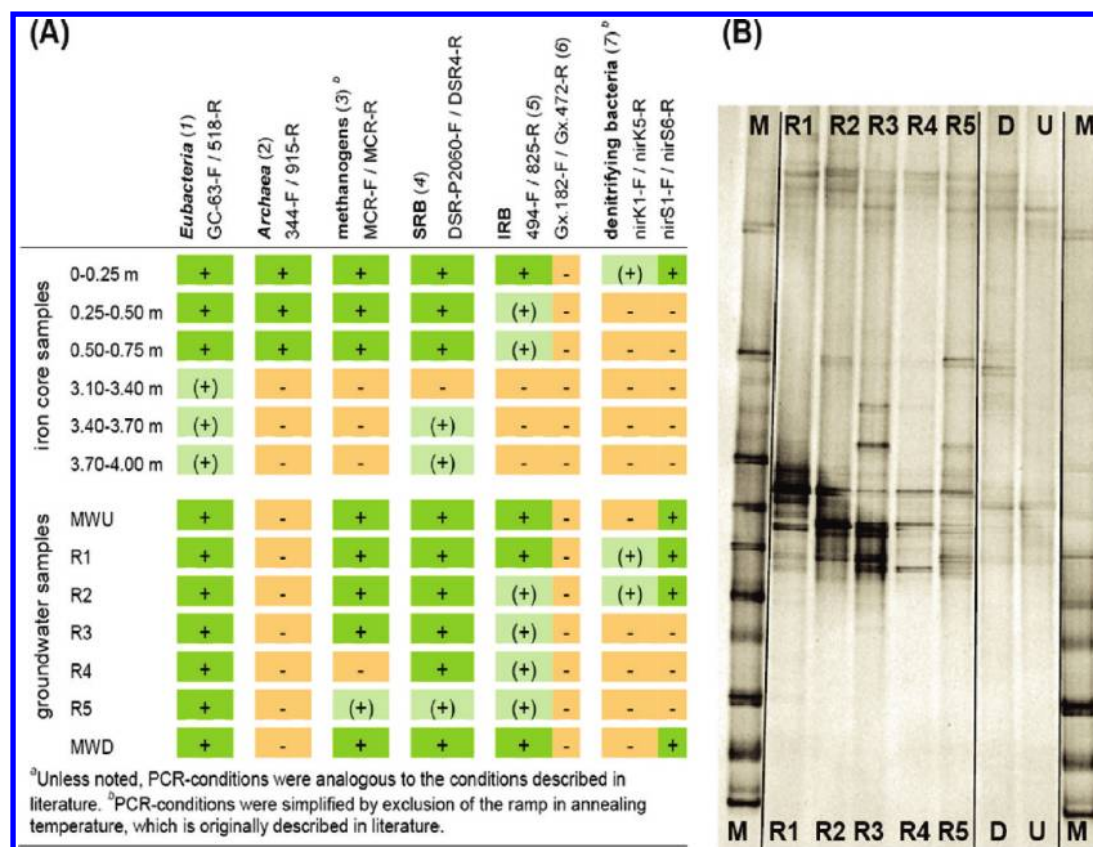 (A)
Eubacteria (1)
GC-63-F / 518-R
Archaea (2)
344-F / 915-R
methanogens (3) b
MCR-F / MCR-R
SRB (4)
DSR-P2060-F / DSR4-R
IRB
494-F / 825-R (5)
Gx.182-F / Gx.472-R (6)
denitrifying bacteria (7) b
nirK1-F / nirK5-R
nirS1-F / nirS6-R
iron core samples
0-0.25 m + + + + + - (+) +
0.25-0.50 m + + + + (+) - - -
0.50-0.75 m + + + + (+) - - -
3.10-3.40 m (+) - - - - - - -
3.40-3.70 m (+) - - (+) - - - -
3.70-4.00 m (+) - - (+) - - - -
groundwater samples
MWU + - + + + - - +
R1 + - + + + - (+) +
R2 + - + + (+) - (+) +
R3 + - + + (+) - - -
R4 + - - + (+) - - -
R5 + - (+) (+) (+) - - -
MWD + - + + + - - +
aUnless noted, PCR-conditions were analogous to the conditions described in
literature. bPCR-conditions were simplified by exclusion of the ramp in annealing
temperature, which is originally described in literature.
(B)
M R1 R2 R3 R4 R5 D U M
M R1 R2 R3 R4 R5 D U M